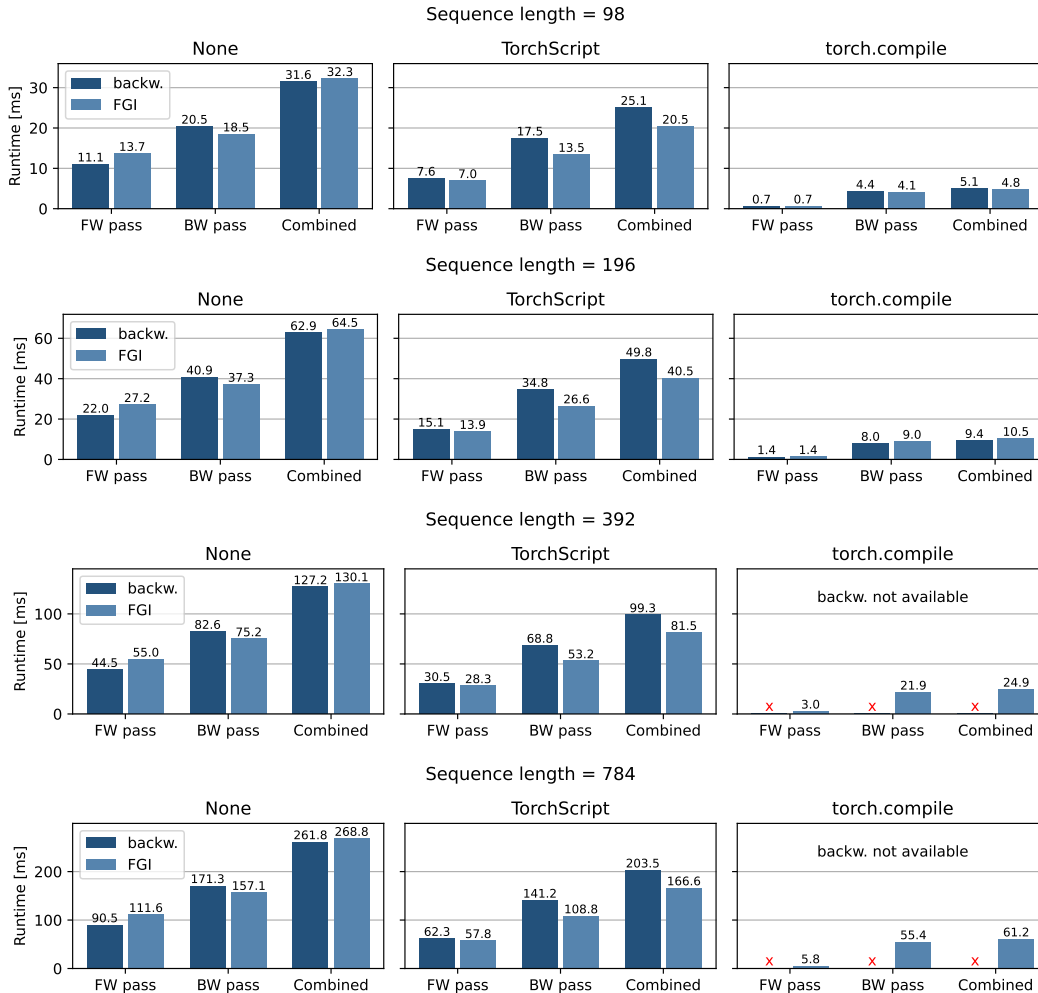 Sequence length = 98
None
TorchScript
torch.compile
Runtime [ms]
30
20
10
0
backw.
FGI
11.1
13.7
20.5
18.5
31.6
32.3
FW pass
BW pass
Combined
7.6
7.0
17.5
13.5
25.1
20.5
FW pass
BW pass
Combined
0.7
0.7
4.4
4.1
5.1
4.8
FW pass
BW pass
Combined
Sequence length = 196
None
TorchScript
torch.compile
Runtime [ms]
60
40
20
0
backw.
FGI
22.0
27.2
40.9
37.3
62.9
64.5
FW pass
BW pass
Combined
15.1
13.9
34.8
26.6
49.8
40.5
FW pass
BW pass
Combined
1.4
1.4
8.0
9.0
9.4
10.5
FW pass
BW pass
Combined
Sequence length = 392
None
TorchScript
torch.compile
Runtime [ms]
100
50
0
backw.
FGI
44.5
55.0
82.6
75.2
127.2
130.1
FW pass
BW pass
Combined
30.5
28.3
68.8
53.2
99.3
81.5
FW pass
BW pass
Combined
backw. not available
x
3.0
x
21.9
x
24.9
FW pass
BW pass
Combined
Sequence length = 784
None
TorchScript
torch.compile
Runtime [ms]
200
100
0
backw.
FGI
90.5
111.6
171.3
157.1
261.8
268.8
FW pass
BW pass
Combined
62.3
57.8
141.2
108.8
203.5
166.6
FW pass
BW pass
Combined
backw. not available
x
5.8
x
55.4
x
61.2
FW pass
BW pass
Combined